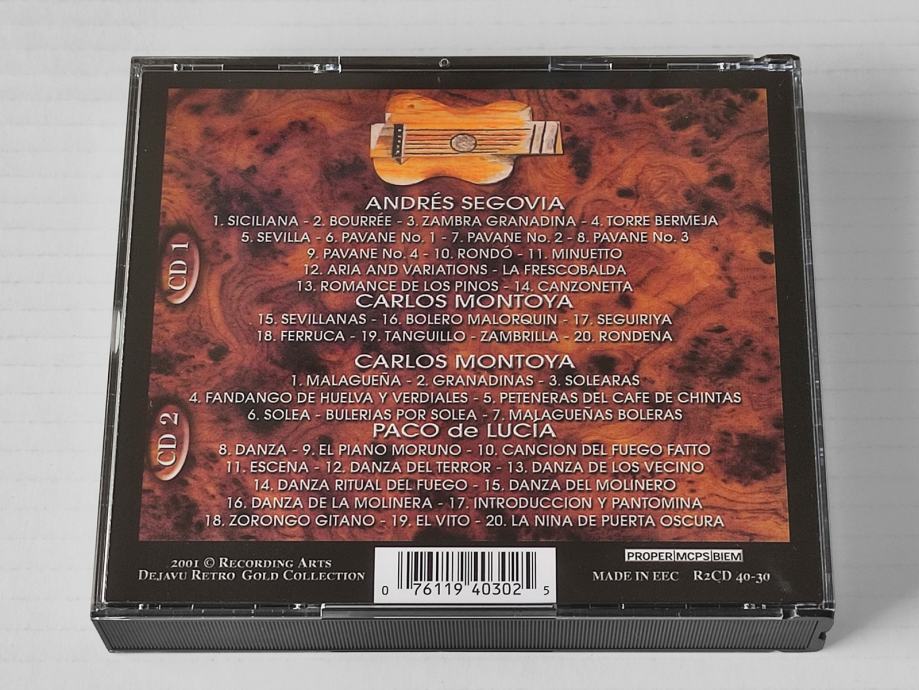 ANDRÉS SEGOVIA
1. SICILIANA - 2. BOURRÉE - 3. ZAMBRA GRANADINA - 4. TORRE BERMEJA
5. SEVILLA - 6. PAVANE No. 1 - 7. PAVANE No. 2 - 8. PAVANE No. 3
9. PAVANE No. 4 - 10. RONDÓ - 11. MINUETTO
12. ARIA AND VARIATIONS - LA FRESCOBALDA
13. ROMANCE DE LOS PINOS - 14. CANZONETTA
CD 1
CARLOS MONTOYA
15. SEVILLANAS - 16. BOLERO MALORQUIN - 17. SEGUIRIYA
18. FERRUCA - 19. TANGUILLO - ZAMBRILLA - 20. RONDENA
CARLOS MONTOYA
1. MALAGUEÑA - 2. GRANADINAS - 3. SOLEARAS
4. FANDANGO DE HUELVA Y VERDIALES - 5. PETENERAS DEL CAFE DE CHINTAS
6. SOLEA - BULERIAS POR SOLEA - 7. MALAGUEÑAS BOLERAS
CD 2
PACO de LUCÍA
8. DANZA - 9. EL PIANO MORUNO - 10. CANCION DEL FUEGO FATTO
11. ESCENA - 12. DANZA DEL TERROR - 13. DANZA DE LOS VECINO
14. DANZA RITUAL DEL FUEGO - 15. DANZA DEL MOLINERO
16. DANZA DE LA MOLINERA - 17. INTRODUCCION Y PANTOMINA
18. ZORONGO GITANO - 19. EL VITO - 20. LA NINA DE PUERTA OSCURA
2001 © RECORDING ARTS
DEJAVU RETRO GOLD COLLECTION
0 76119 40302 5
PROPER MCPS BIEM
MADE IN EEC R2CD 40-30